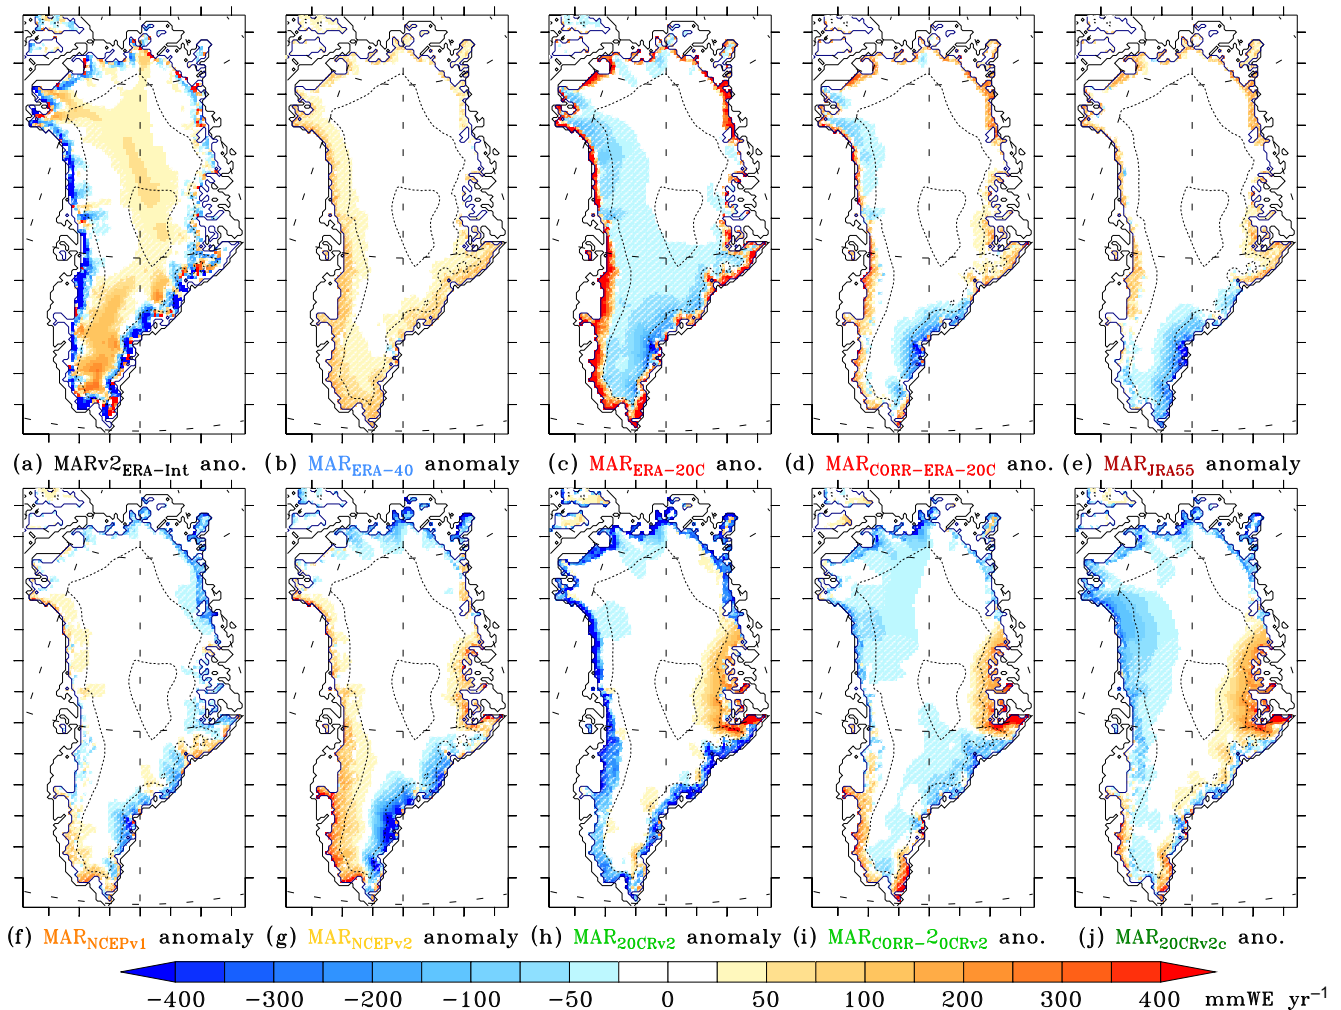 (a) MARv2ERA-Int ano. (b) MARERA-40 anomaly (c) MARERA-20C ano. (d) MARCORR-ERA-20C ano. (e) MARJRA55 anomaly
(f) MARNCEPv1 anomaly (g) MARNCEPv2 anomaly (h) MAR20CRv2 anomaly (i) MARCORR-20CRv2 ano. (j) MAR20CRv2c ano.
-400 -300 -200 -100 -50 0 50 100 200 300 400 mmWE yr-1